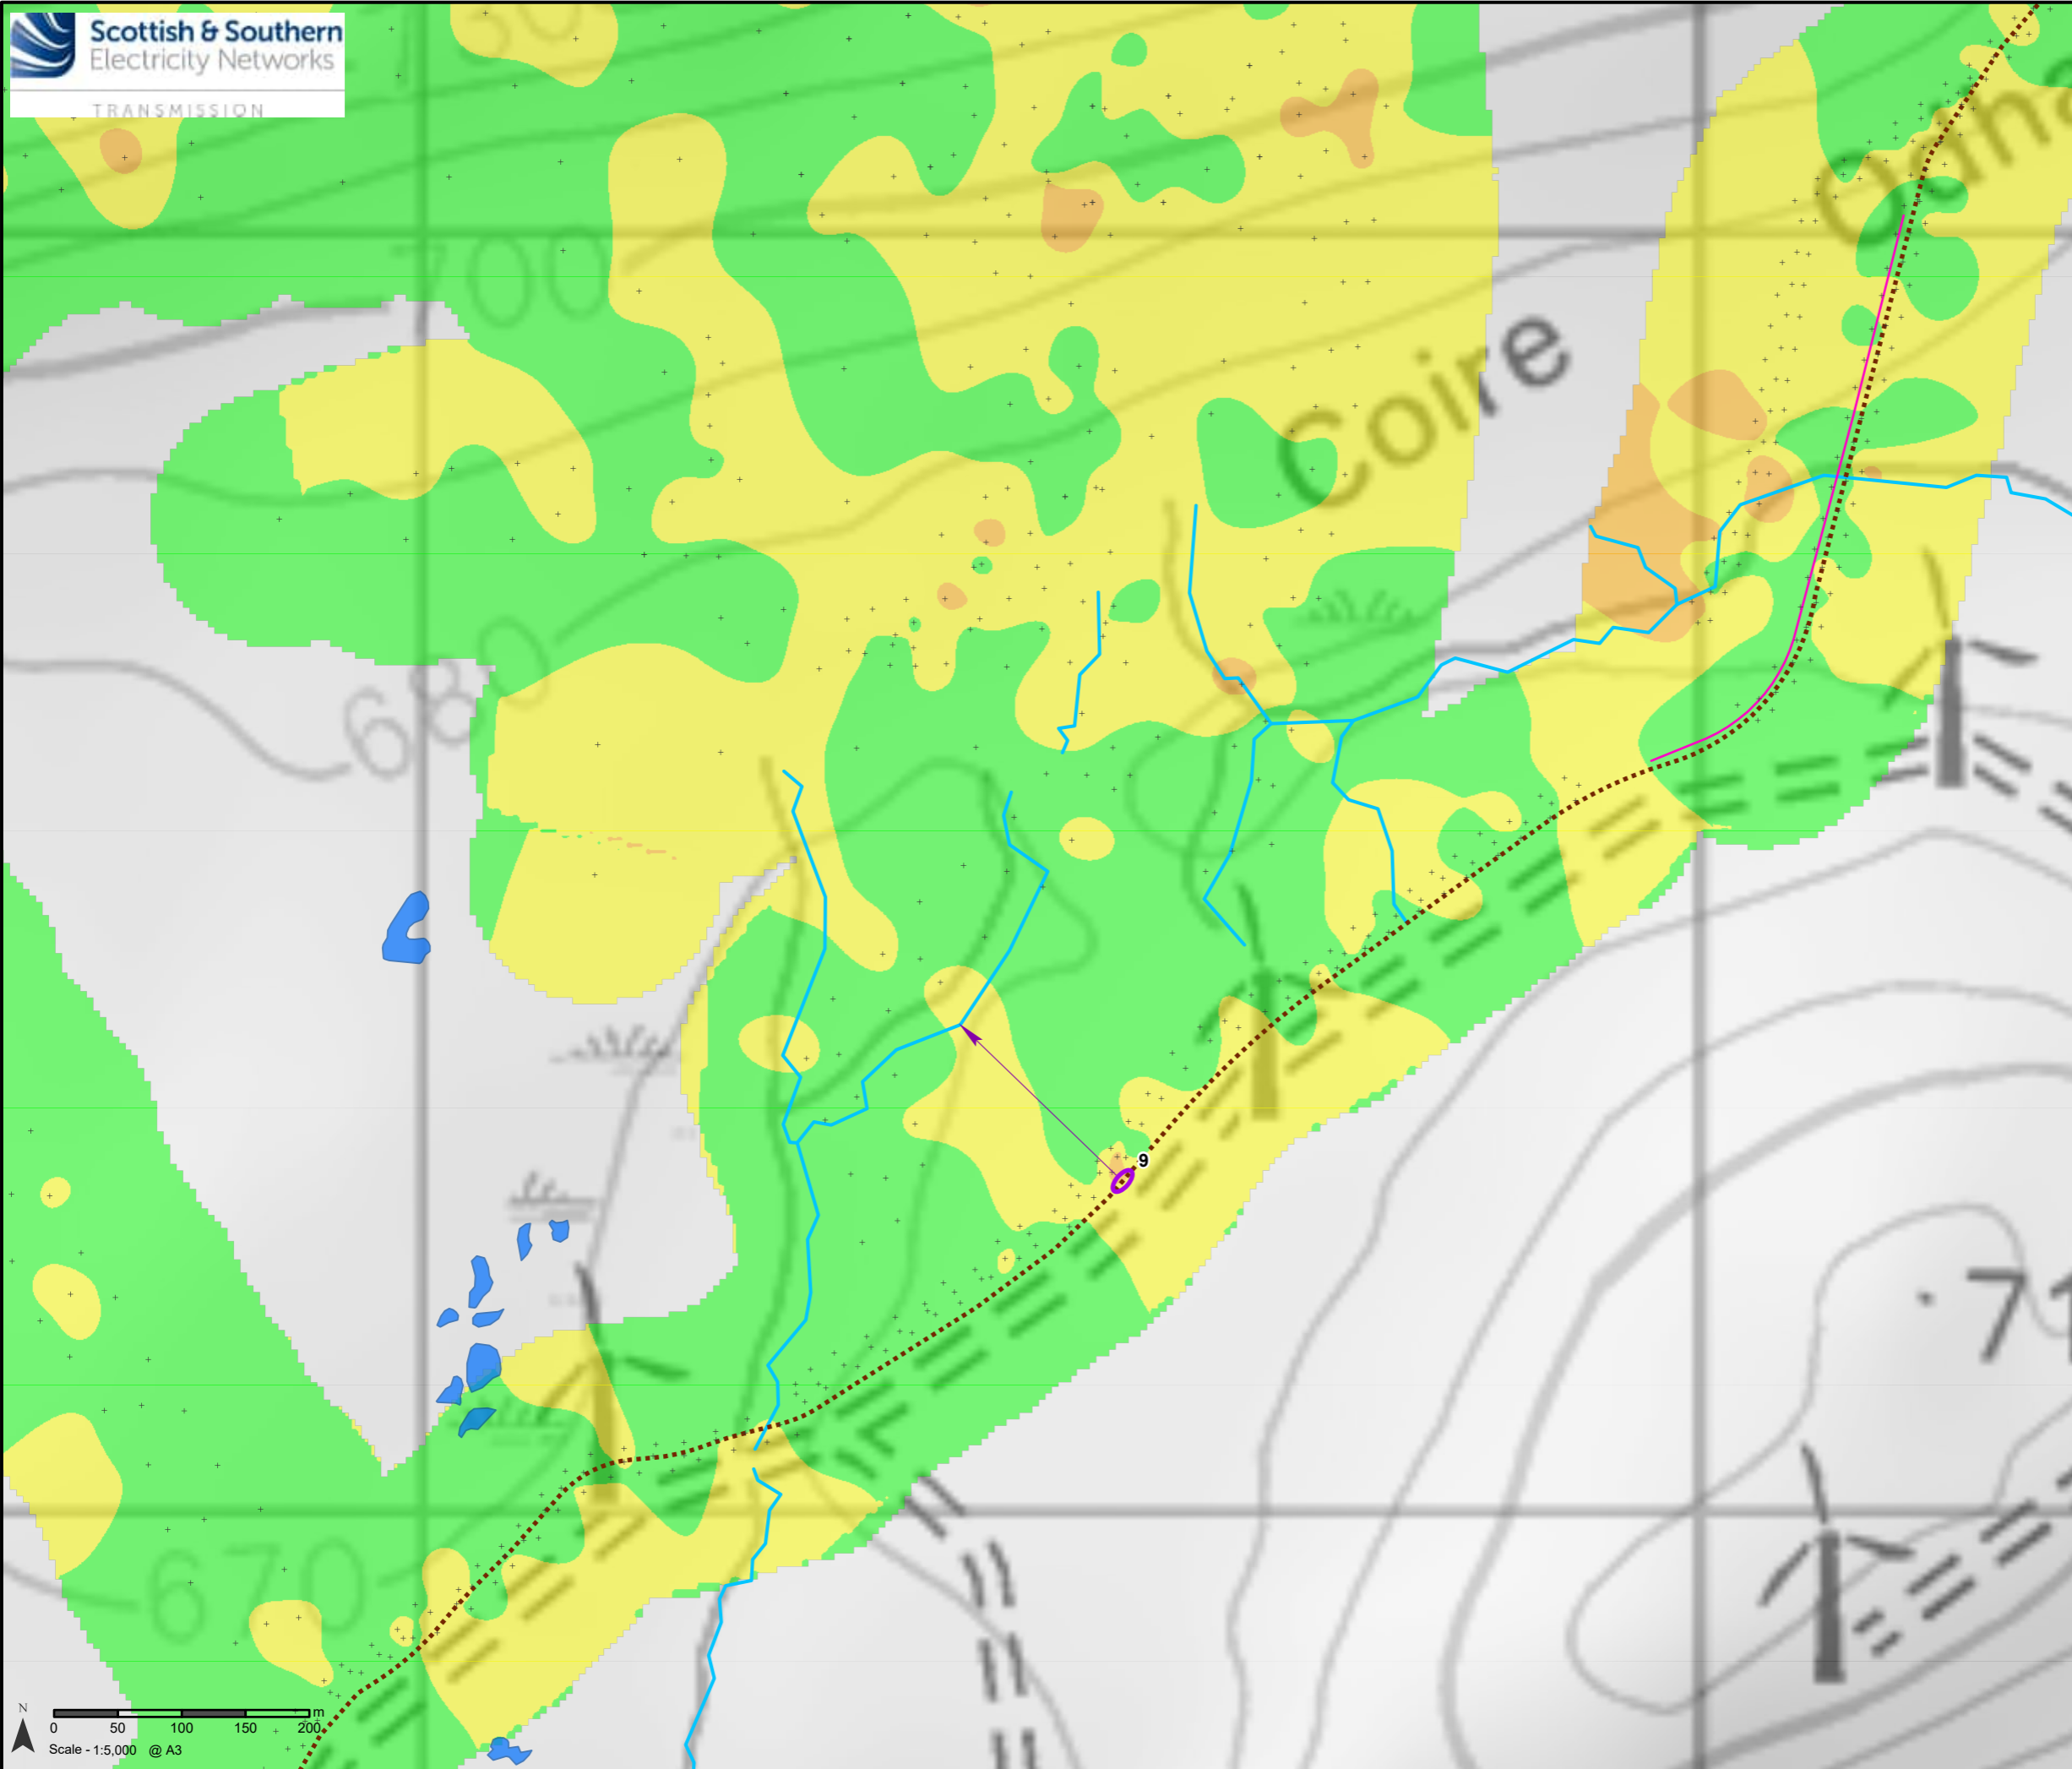 Scottish & Southern
Electricity Networks
TRANSMISSION
700
Coire
680
9
670
N
0 50 100 150 200 m
Scale - 1:5,000 @ A3